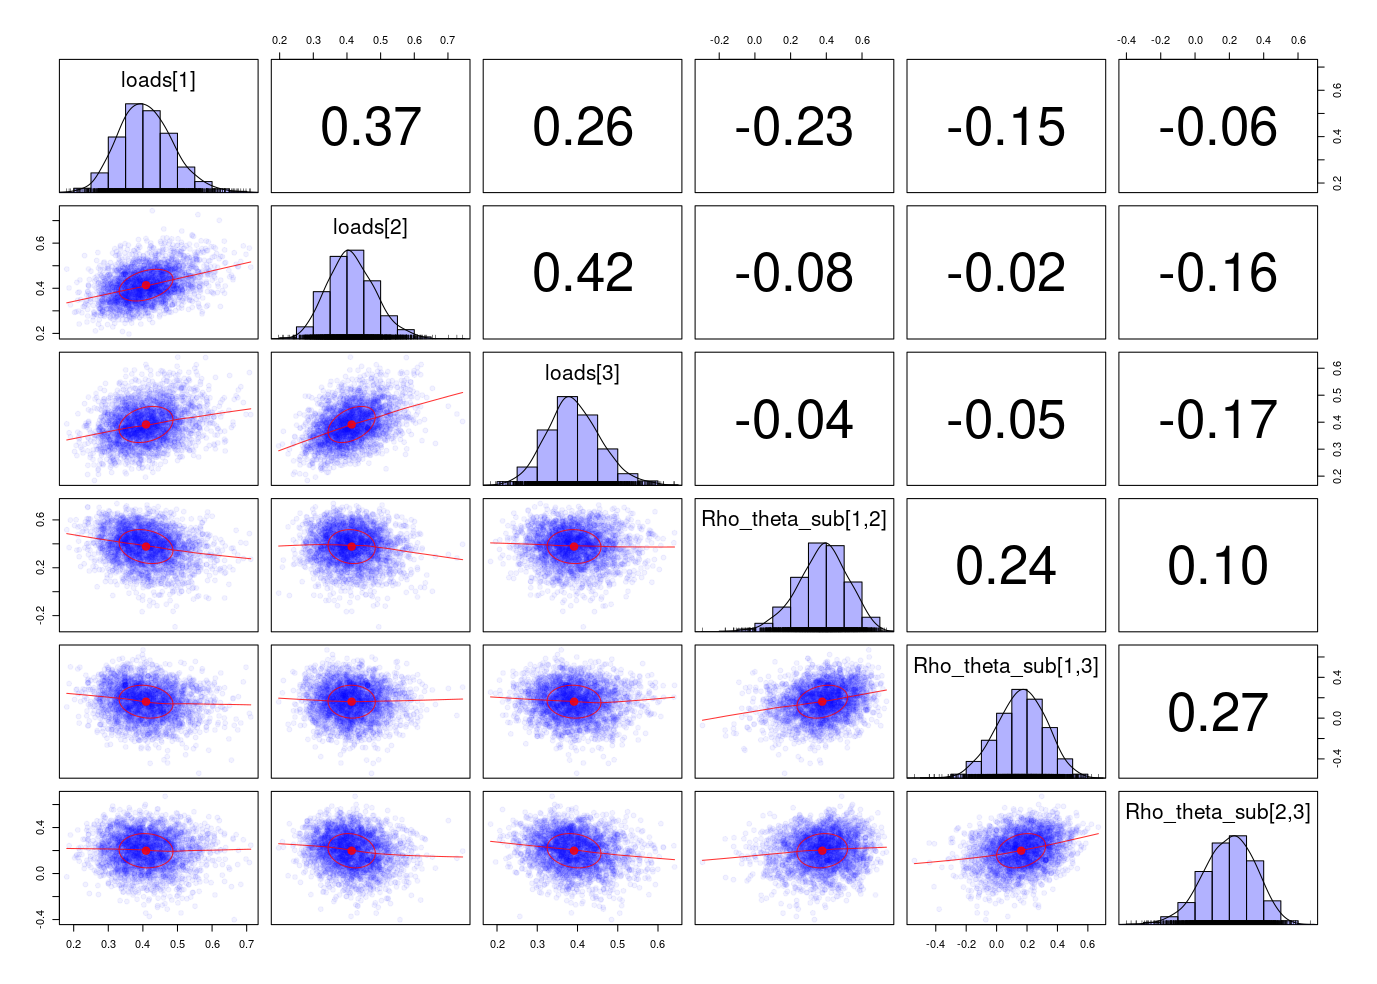 0.2 0.3 0.4 0.5 0.6 0.7
-0.2 0.0 0.2 0.4 0.6
-0.4 -0.2 0.0 0.2 0.4 0.6
loads[1]
0.37 0.26 -0.23 -0.15 -0.06
0.2 0.4 0.6
loads[2]
0.42 -0.08 -0.02 -0.16
0.2 0.4 0.6
loads[3]
-0.04 -0.05 -0.17
0.2 0.3 0.4 0.5 0.6
Rho_theta_sub[1,2]
0.24 0.10
-0.2 0.2 0.6
Rho_theta_sub[1,3]
0.27
-0.4 0.0 0.4
Rho_theta_sub[2,3]
-0.4 0.0 0.4
0.2 0.3 0.4 0.5 0.6 0.7
0.2 0.3 0.4 0.5 0.6
-0.4 -0.2 0.0 0.2 0.4 0.6